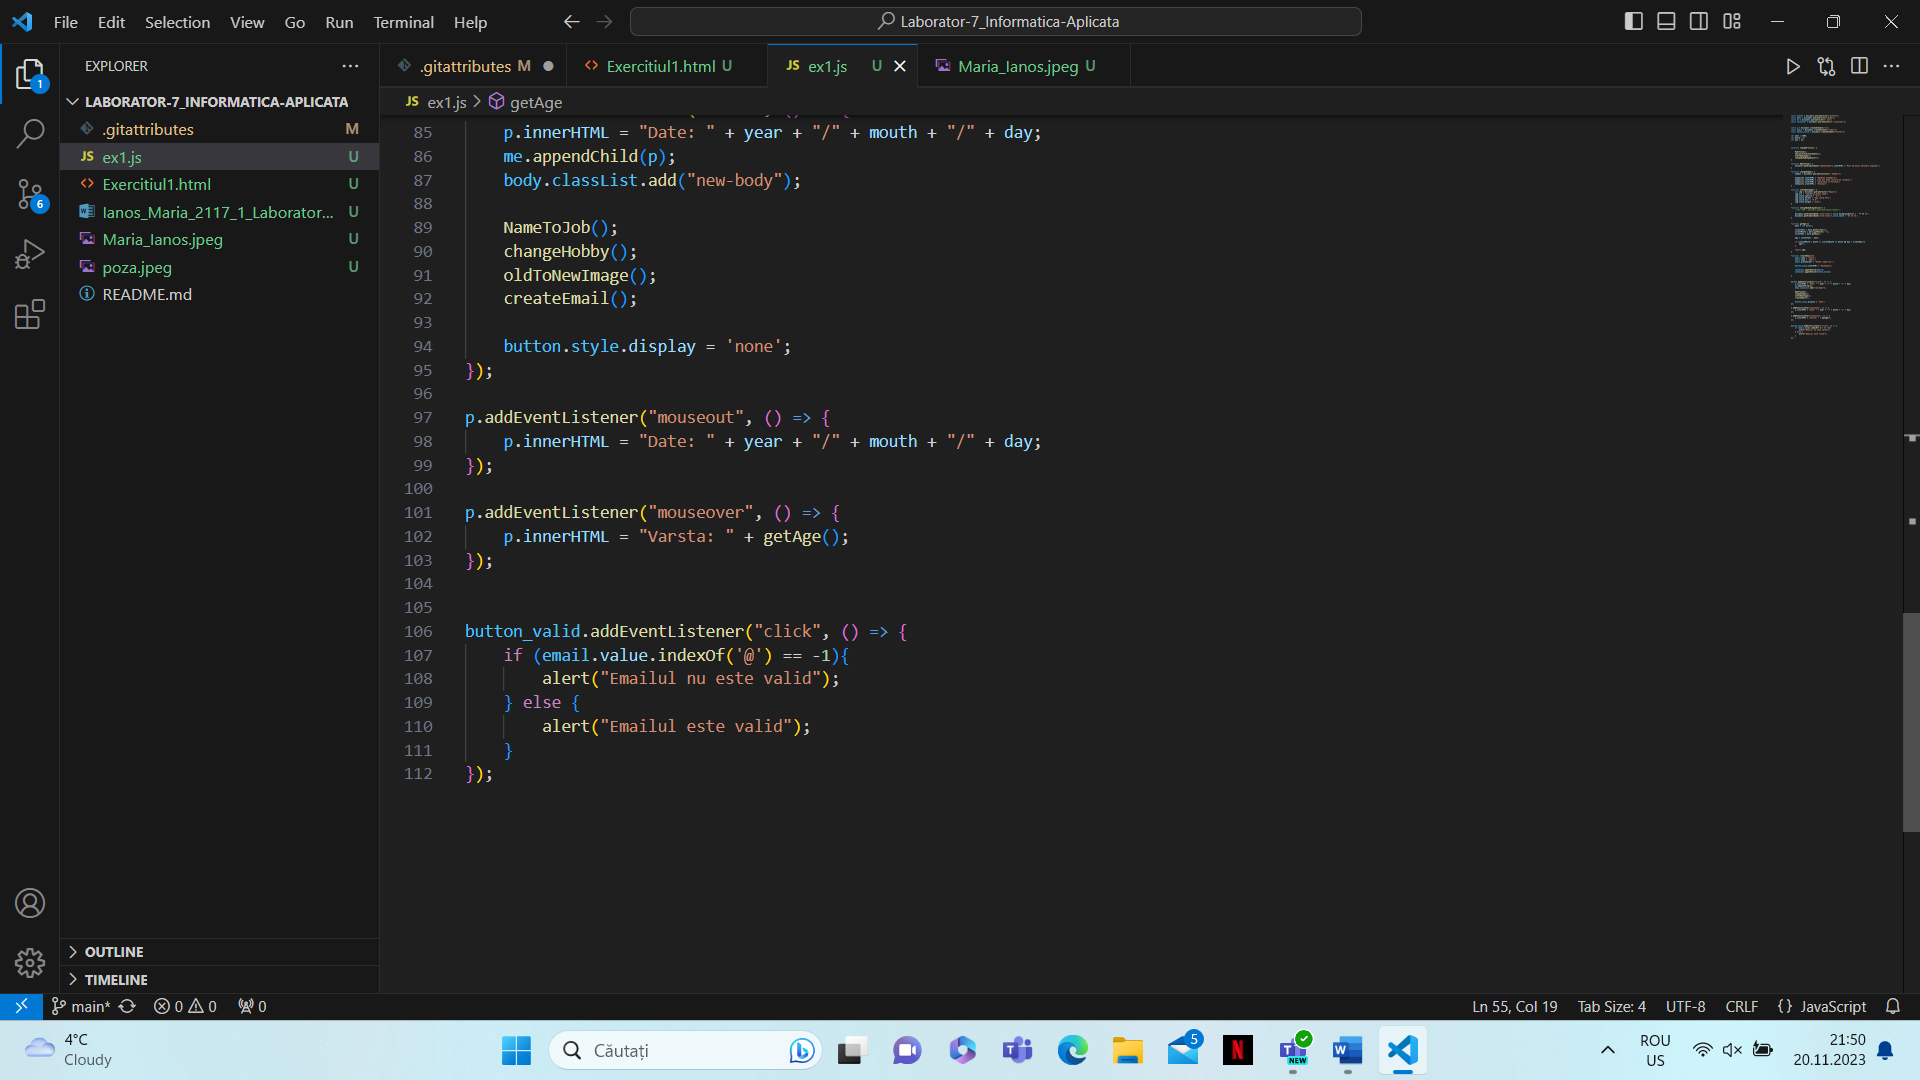 File Edit Selection View Go Run Terminal Help
Laborator-7_Informatica-Aplicata
EXPLORER
LABORATOR-7_INFORMATICA-APLICATA
.gitattributes M
ex1.js U
Exercitiul1.html U
Ianos_Maria_2117_1_Laborator... U
Maria_Ianos.jpeg U
poza.jpeg U
README.md
OUTLINE
TIMELINE
1
6
.gitattributes M
Exercitiul1.html U
JS ex1.js U
Maria_Ianos.jpeg U
JS ex1.js > getAge
85 p.innerHTML = "Date: " + year + "/" + mouth + "/" + day;
86 me.appendChild(p);
87 body.classList.add("new-body");
88
89 NameToJob();
90 changeHobby();
91 oldToNewImage();
92 createEmail();
93
94 button.style.display = 'none';
95 });
96
97 p.addEventListener("mouseout", () => {
98 p.innerHTML = "Date: " + year + "/" + mouth + "/" + day;
99 });
100
101 p.addEventListener("mouseover", () => {
102 p.innerHTML = "Varsta: " + getAge();
103 });
104
105
106 button_valid.addEventListener("click", () => {
107 if (email.value.indexOf('@') == -1){
108 alert("Emailul nu este valid");
109 } else {
110 alert("Emailul este valid");
111 }
112 });
main* 0 0 0
Ln 55, Col 19 Tab Size: 4 UTF-8 CRLF {} JavaScript
4°C
Cloudy
Căutați
5
NEW
ROU
US
21:50
20.11.2023